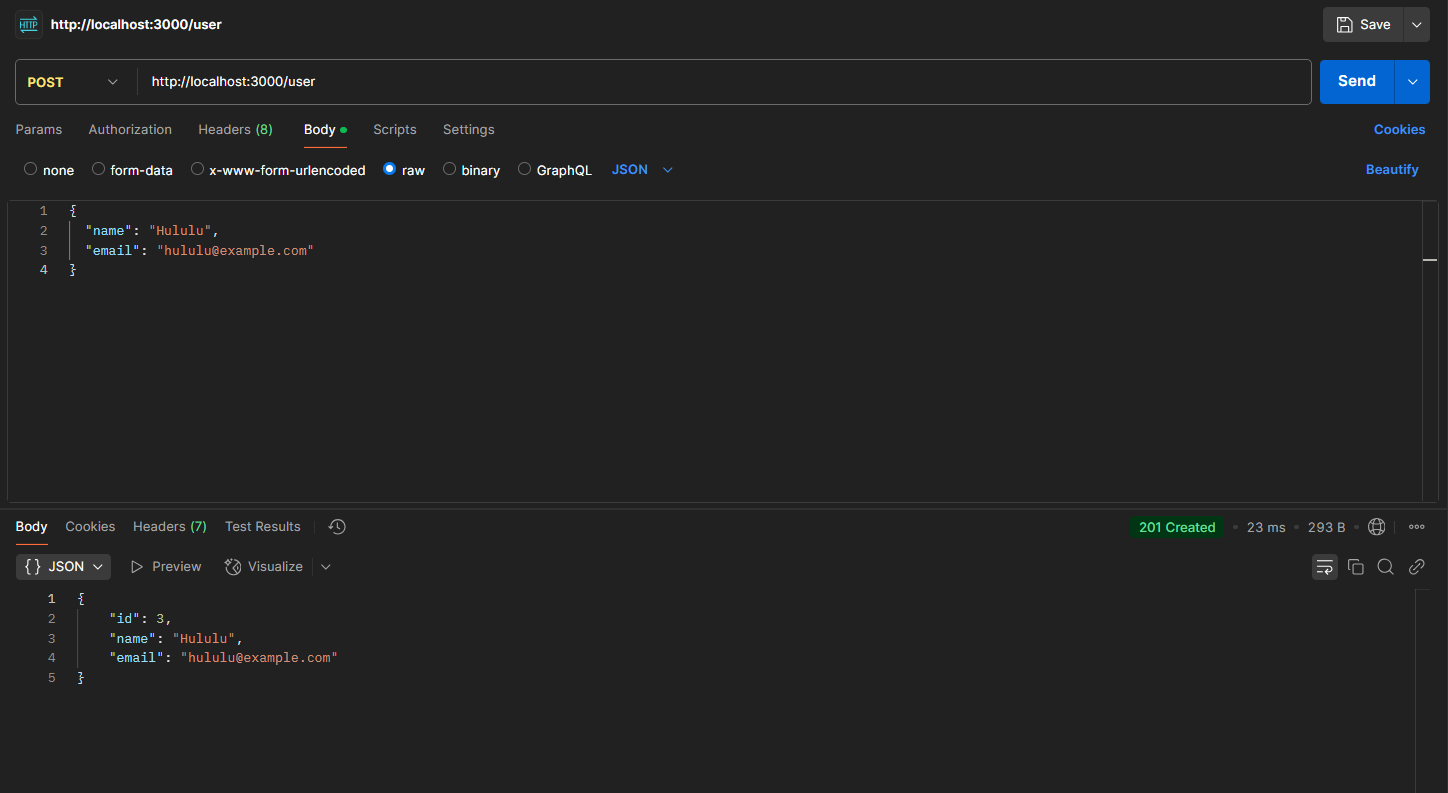 HTTP http://localhost:3000/user Save
POST http://localhost:3000/user Send
Params Authorization Headers (8) Body Scripts Settings Cookies
none form-data x-www-form-urlencoded raw binary GraphQL JSON Beautify
1 {
2 "name": "Hululu",
3 "email": "hululu@example.com"
4 }
Body Cookies Headers (7) Test Results 201 Created 23 ms 293 B
{} JSON Preview Visualize
1 {
2 "id": 3,
3 "name": "Hululu",
4 "email": "hululu@example.com"
5 }